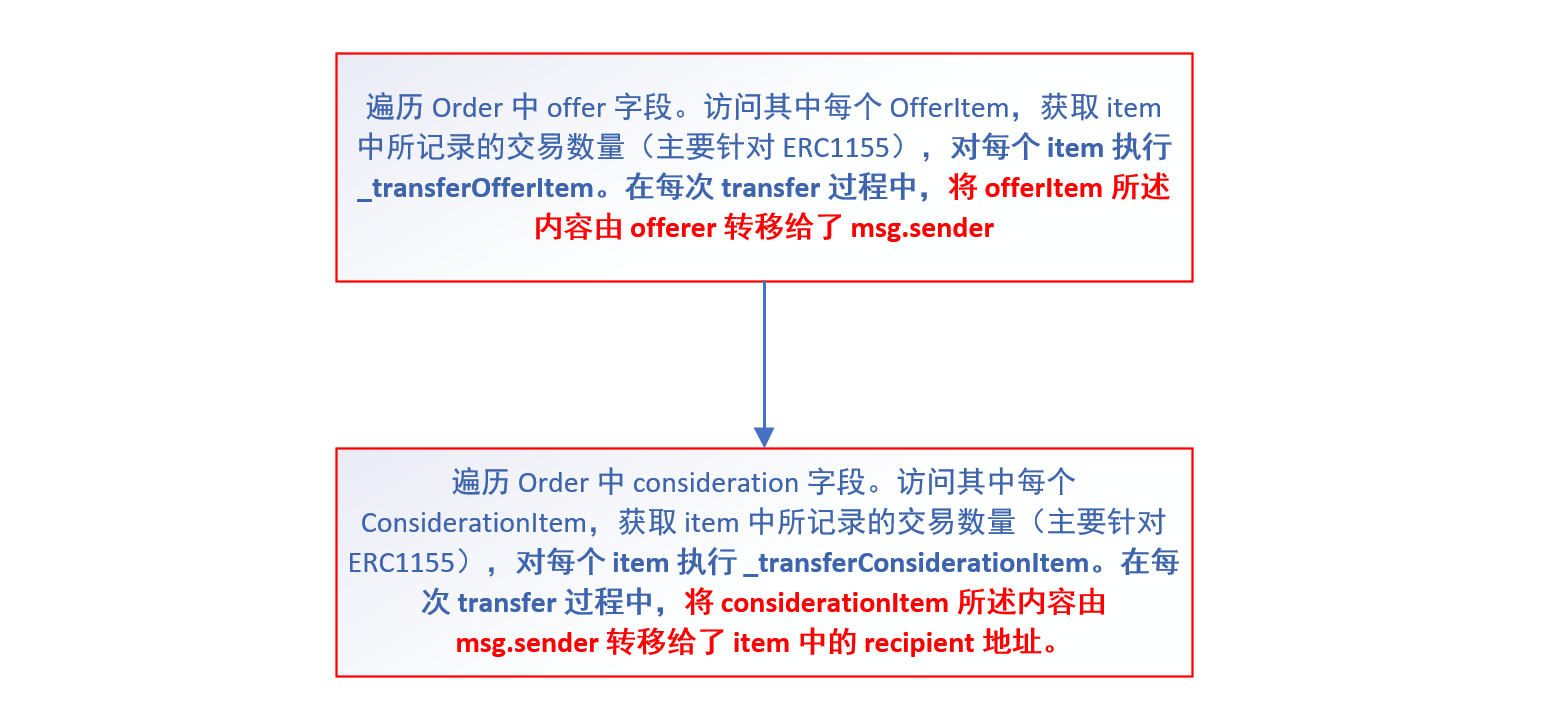 遍历 Order 中 offer 字段。访问其中每个 OfferItem，获取 item
中所记录的交易数量（主要针对 ERC1155），对每个 item 执行
_transferOfferItem。在每次 transfer 过程中，将 offerItem 所述
内容由 offerer 转移给了 msg.sender
遍历 Order 中 consideration 字段。访问其中每个
ConsiderationItem，获取 item 中所记录的交易数量（主要针对
ERC1155），对每个 item 执行 _transferConsiderationItem。在每
次 transfer 过程中，将 considerationItem 所述内容由
msg.sender 转移给了 item 中的 recipient 地址。